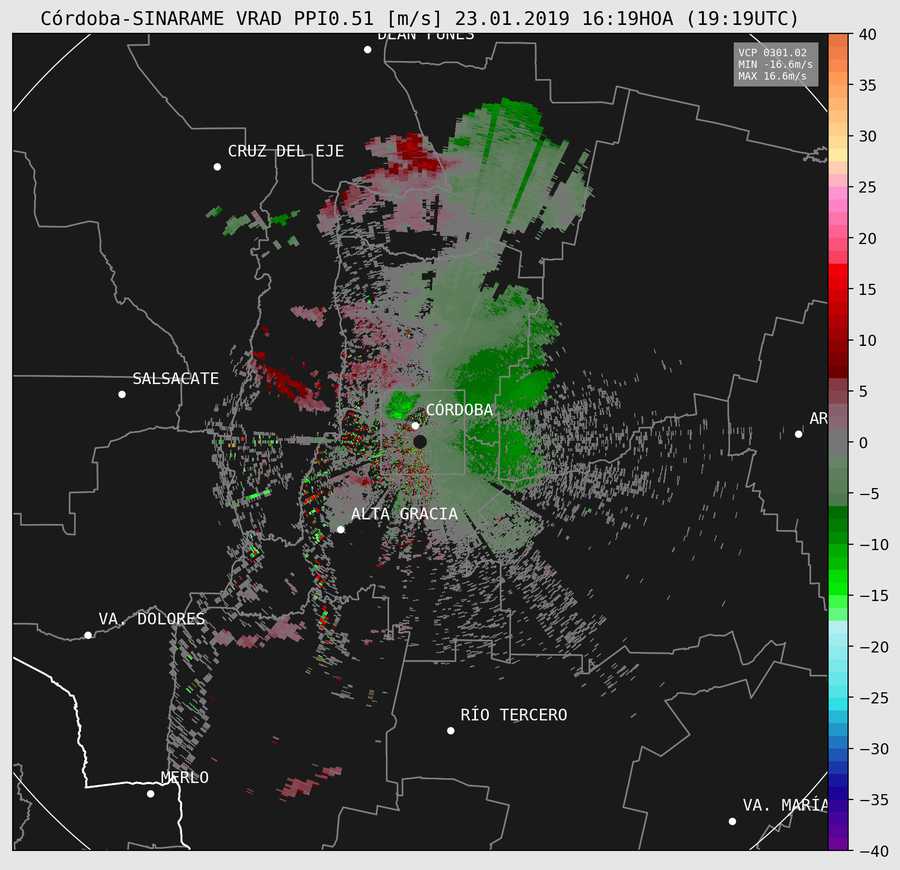 Córdoba-SINARAME VRAD PPI0.51 [m/s] 23.01.2019 16:19HOA (19:19UTC)
DEÁN FUNES
VCP 0301.02
MIN -16.6m/s
MAX 16.6m/s
CRUZ DEL EJE
SALSACATE
CÓRDOBA
AR
ALTA GRACIA
VA. DOLORES
RÍO TERCERO
MERLO
VA. MARÍA
40
35
30
25
20
15
10
5
0
−5
−10
−15
−20
−25
−30
−35
−40